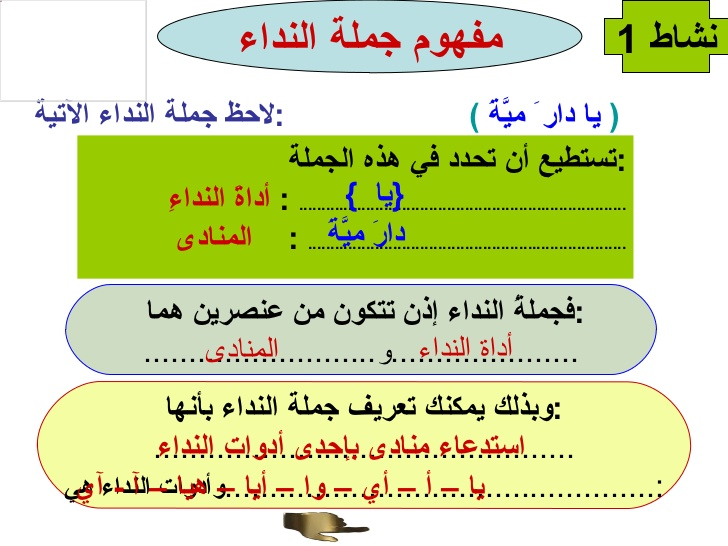 نشاط 1
مفهوم جملة النداء
لاحظ جملة النداء الآتية: ( يا دارَ ميَّةَ )
تستطيع أن تحدد في هذه الجملة:
أداةَ النداءِ : {يا }
المنادى : دارَ ميَّةَ
فجملةُ النداء إذن تتكون من عنصرين هما:
أداة النداء و المنادى
وبذلك يمكنك تعريف جملة النداء بأنها:
استدعاء منادى بإحدى أدوات النداء
وأدوات النداء هي: يا – أ – أي – وا – أيا – هيا – آ – آي